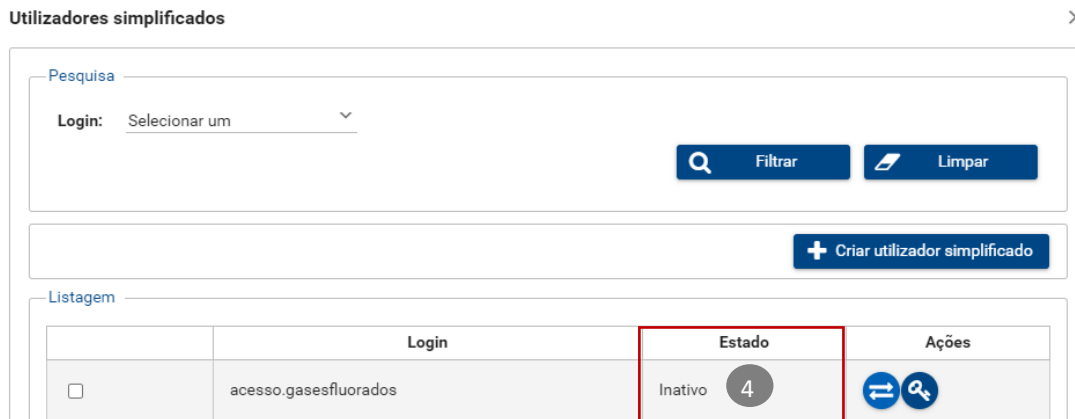 Utilizadores simplificados
Pesquisa
Login: Selecionar um
Filtrar Limpar
Criar utilizador simplificado
Listagem
Login Estado Ações
acesso.gasesfluorados Inativo 4